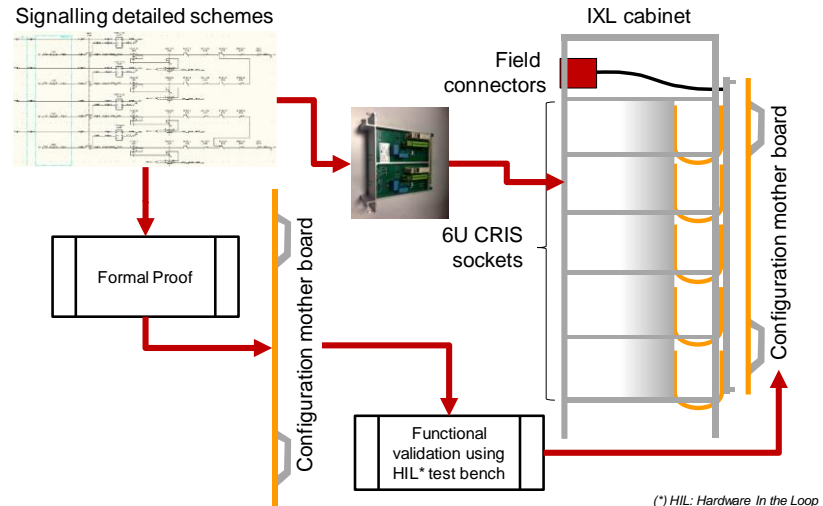 Signalling detailed schemes
IXL cabinet
Field
connectors
6U CRIS
sockets
Configuration mother board
Formal Proof
Configuration mother board
Functional
validation using
HIL* test bench
(*) HIL: Hardware In the Loop